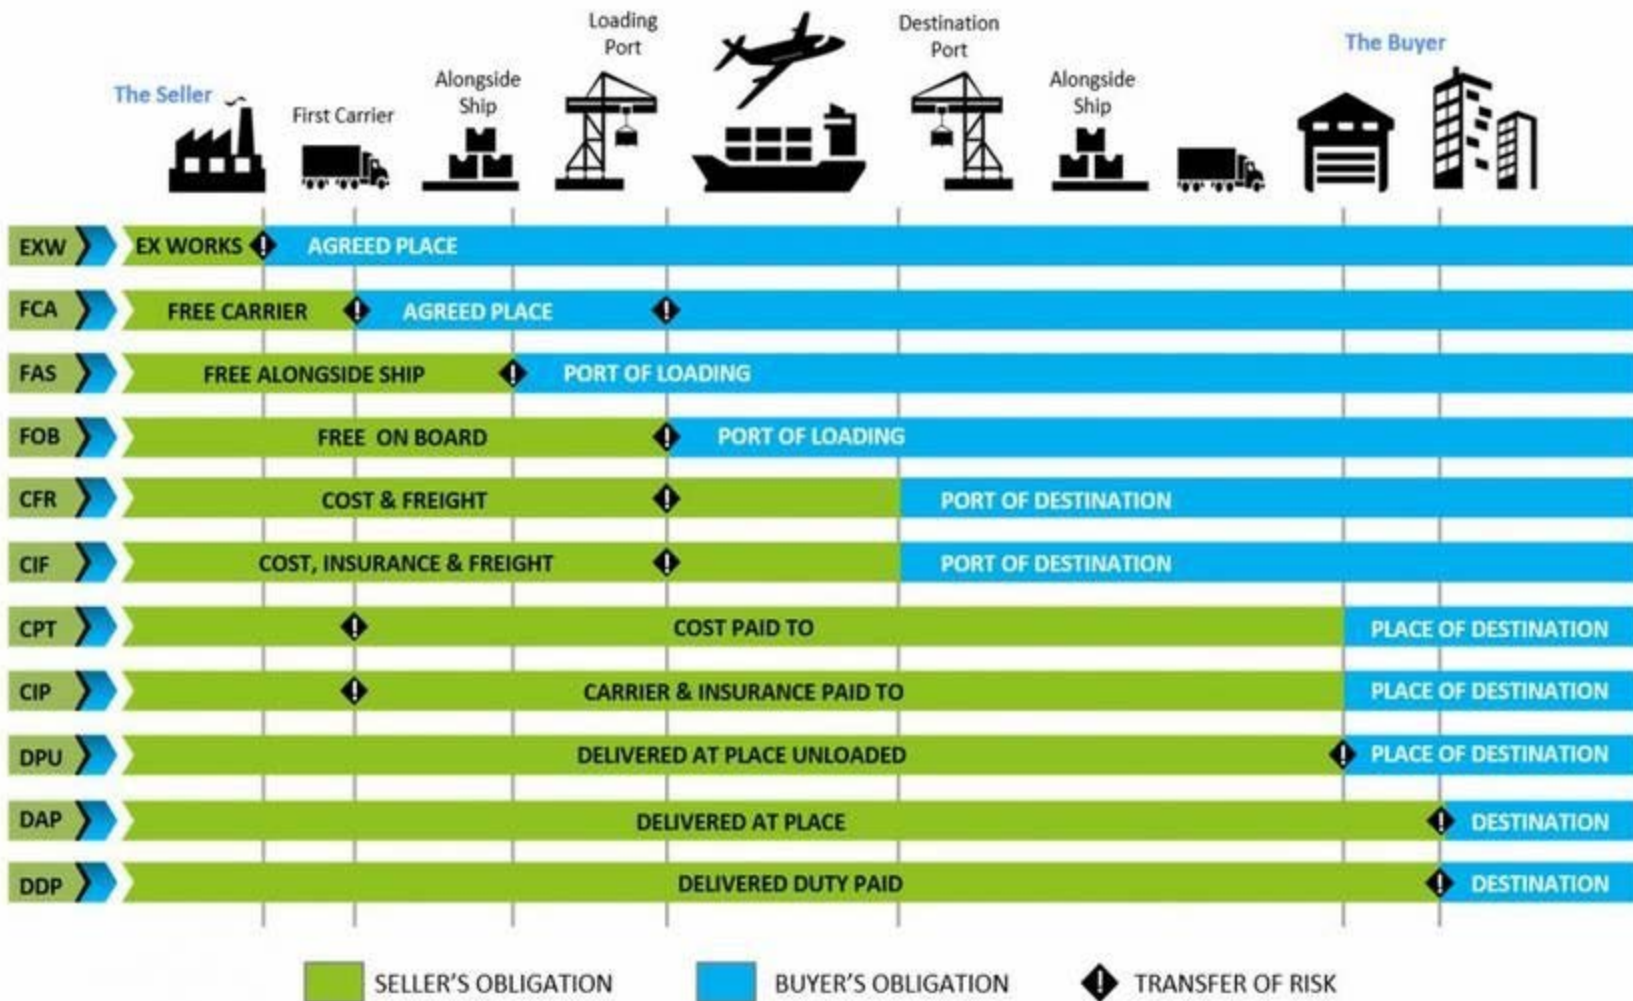 Loading
Port
Destination
Port
The Buyer
The Seller
Alongside
Ship
Alongside
Ship
First Carrier
EXW EX WORKS AGREED PLACE
FCA FREE CARRIER AGREED PLACE
FAS FREE ALONGSIDE SHIP PORT OF LOADING
FOB FREE ON BOARD PORT OF LOADING
CFR COST & FREIGHT PORT OF DESTINATION
CIF COST, INSURANCE & FREIGHT PORT OF DESTINATION
CPT COST PAID TO PLACE OF DESTINATION
CIP CARRIER & INSURANCE PAID TO PLACE OF DESTINATION
DPU DELIVERED AT PLACE UNLOADED PLACE OF DESTINATION
DAP DELIVERED AT PLACE DESTINATION
DDP DELIVERED DUTY PAID DESTINATION
SELLER'S OBLIGATION BUYER'S OBLIGATION TRANSFER OF RISK